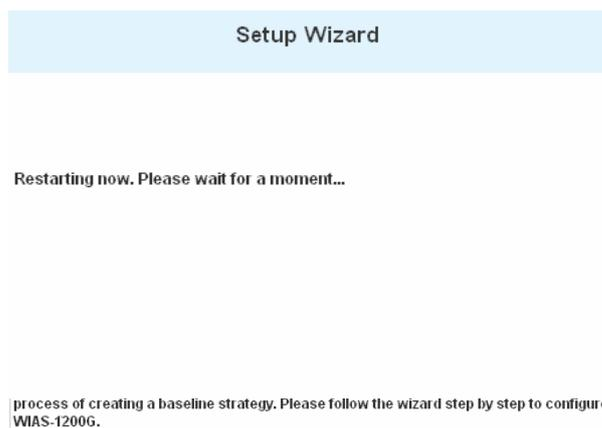 Setup Wizard
Restarting now. Please wait for a moment...
process of creating a baseline strategy. Please follow the wizard step by step to configure
WIAS-1200G.